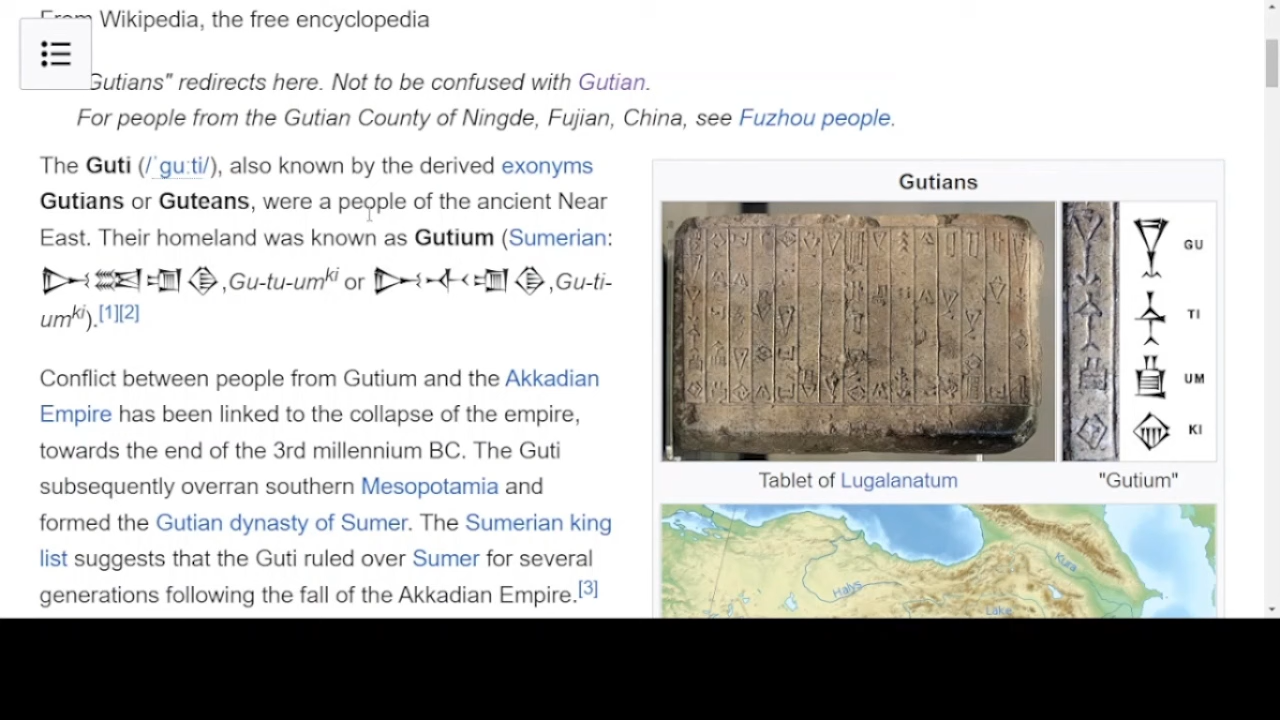 From Wikipedia, the free encyclopedia
Gutians" redirects here. Not to be confused with Gutian.
For people from the Gutian County of Ningde, Fujian, China, see Fuzhou people.
The Guti (/ˈɡuːti/), also known by the derived exonyms
Gutians or Guteans, were a people of the ancient Near
East. Their homeland was known as Gutium (Sumerian:
,Gu-tu-umki or ,Gu-ti-
umki).[1][2]
Conflict between people from Gutium and the Akkadian
Empire has been linked to the collapse of the empire,
towards the end of the 3rd millennium BC. The Guti
subsequently overran southern Mesopotamia and
formed the Gutian dynasty of Sumer. The Sumerian king
list suggests that the Guti ruled over Sumer for several
generations following the fall of the Akkadian Empire.[3]
Gutians
GU
TI
UM
KI
Tablet of Lugalanatum
"Gutium"
Kura
Halys
Lake